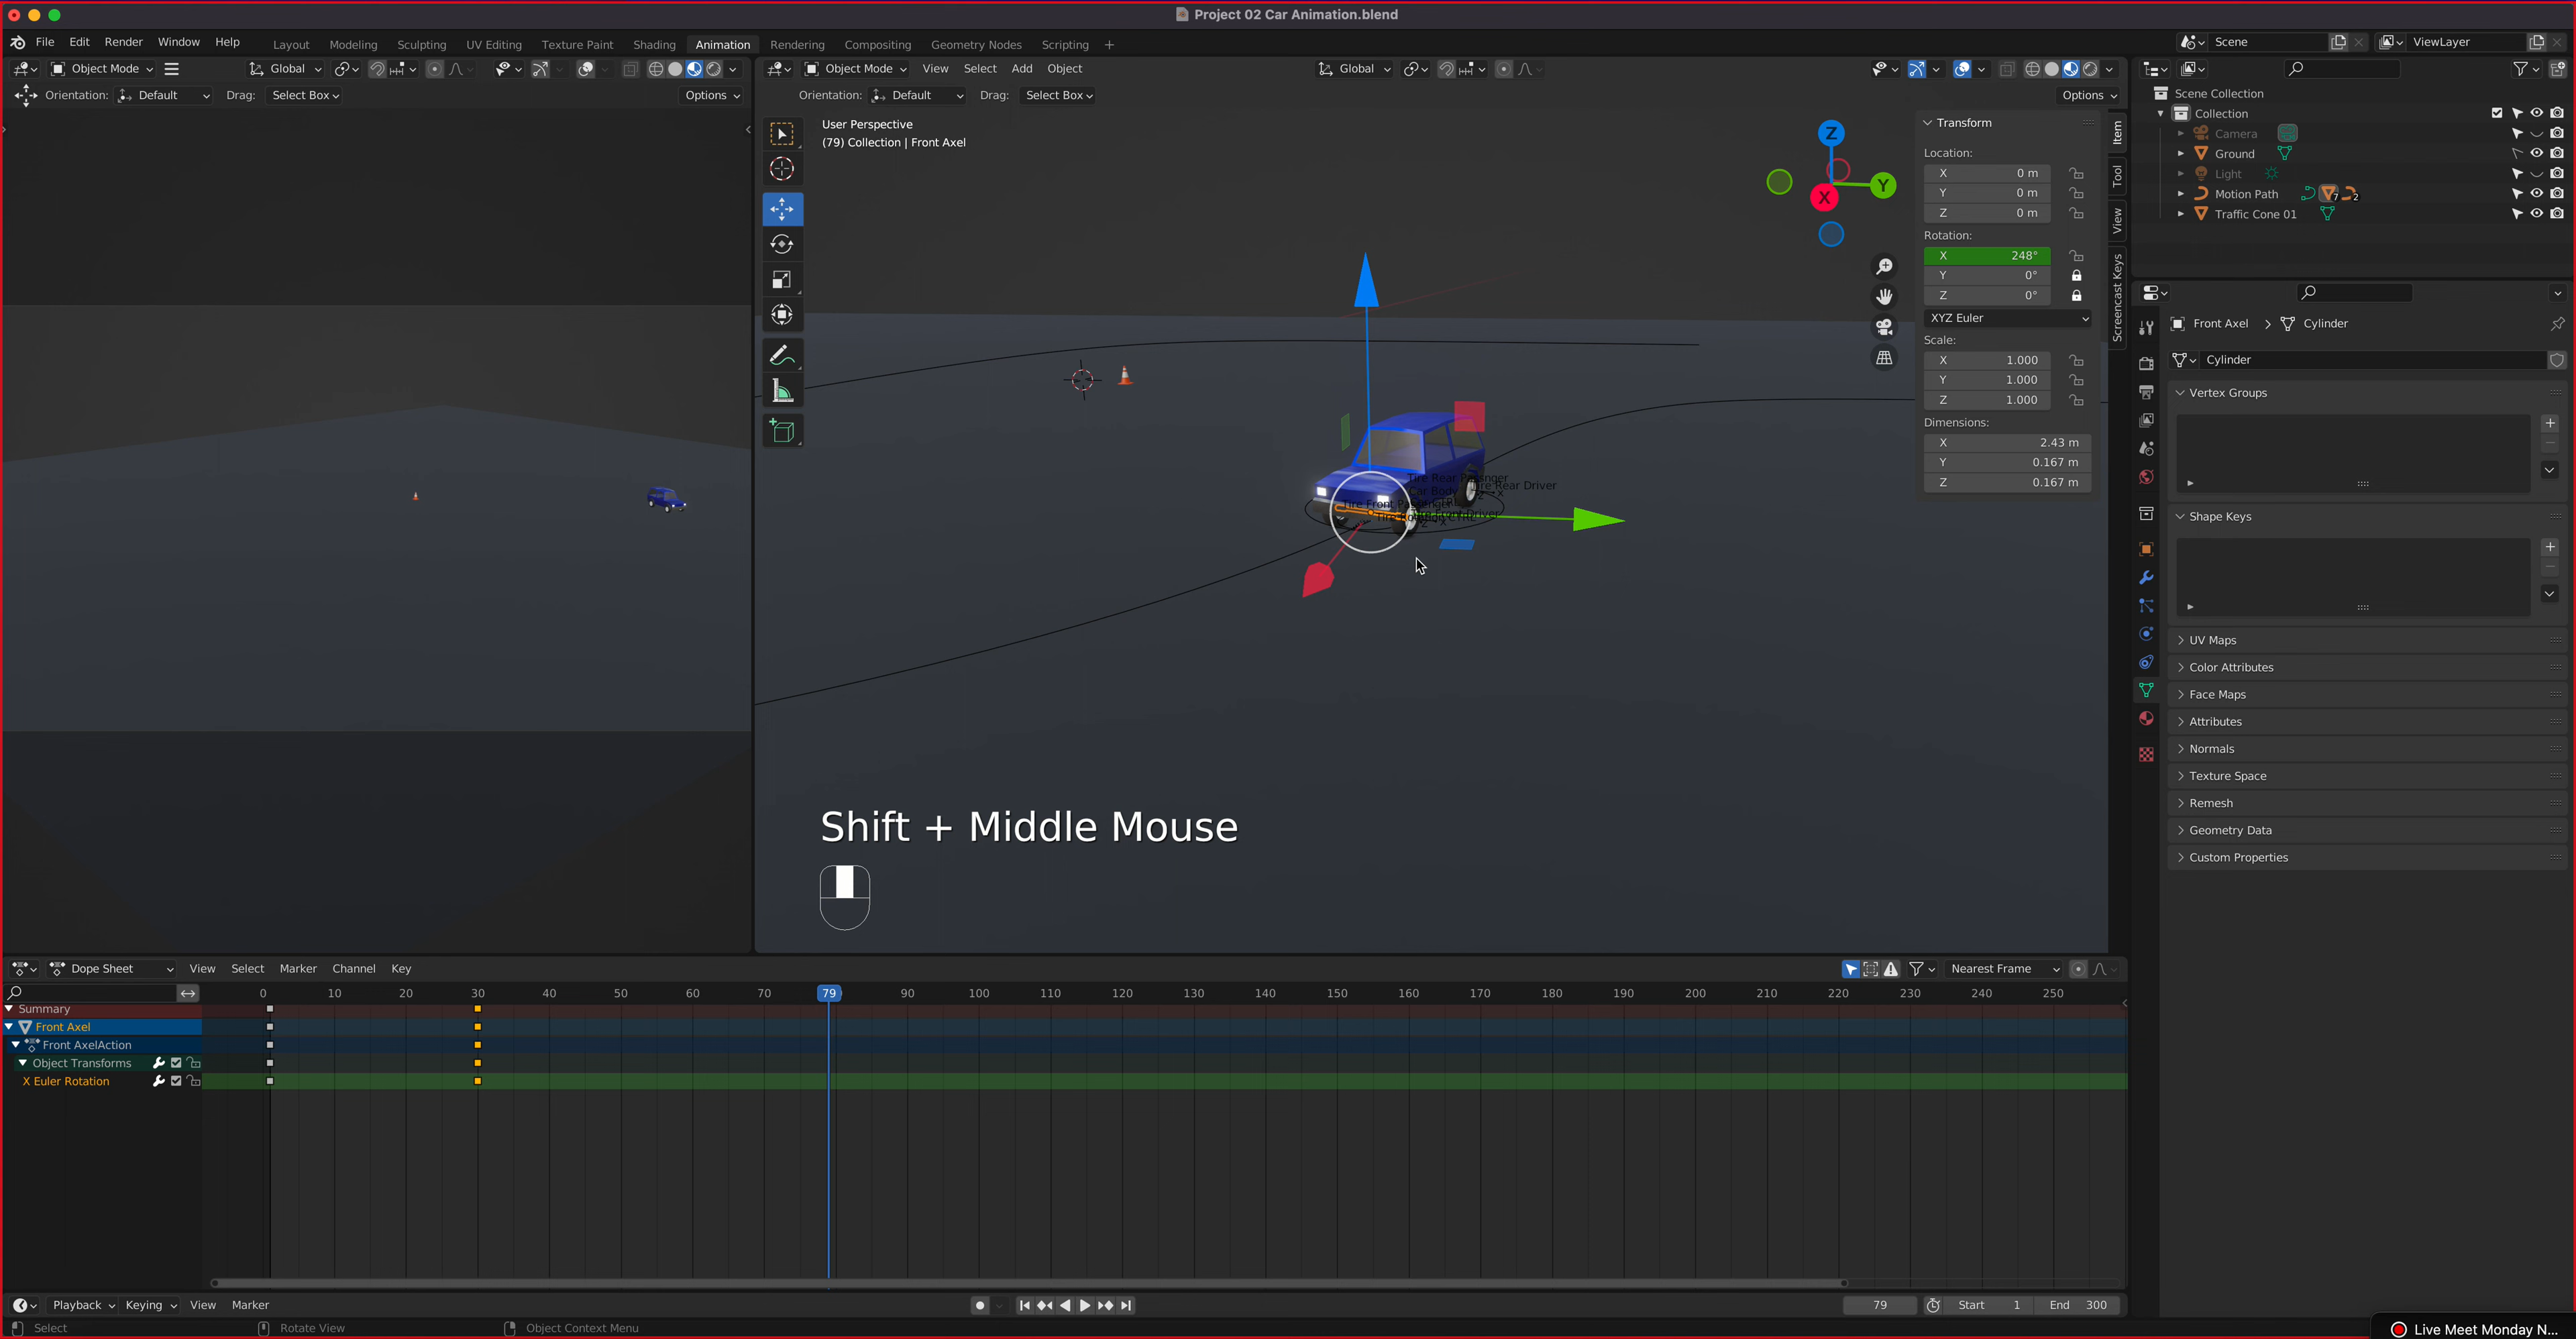 Project 02 Car Animation.blend
File Edit Render Window Help Layout Modeling Sculpting UV Editing Texture Paint Shading Animation Rendering Compositing Geometry Nodes Scripting + Scene ViewLayer
Object Mode Global Object Mode View Select Add Object Global
Orientation: Default Drag: Select Box Options Orientation: Default Drag: Select Box Options
User Perspective
(79) Collection | Front Axel
Z
Y
X
Transform
Location:
X 0 m
Y 0 m
Z 0 m
Rotation:
X 248°
Y 0°
Z 0°
XYZ Euler
Scale:
X 1.000
Y 1.000
Z 1.000
Dimensions:
X 2.43 m
Y 0.167 m
Z 0.167 m
Item
Tool
View
Screencast Keys
Tire Rear Driver
Car Body
Shift + Middle Mouse
Scene Collection
Collection
Camera
Ground
Light
Motion Path 7 2
Traffic Cone 01
Front Axel > Cylinder
Cylinder
Vertex Groups
Shape Keys
UV Maps
Color Attributes
Face Maps
Attributes
Normals
Texture Space
Remesh
Geometry Data
Custom Properties
Dope Sheet View Select Marker Channel Key Nearest Frame
0 10 20 30 40 50 60 70 79 90 100 110 120 130 140 150 160 170 180 190 200 210 220 230 240 250
Summary
Front Axel
Front AxelAction
Object Transforms
X Euler Rotation
Playback Keying View Marker 79 Start 1 End 300
Select Rotate View Object Context Menu
Live Meet Monday N...